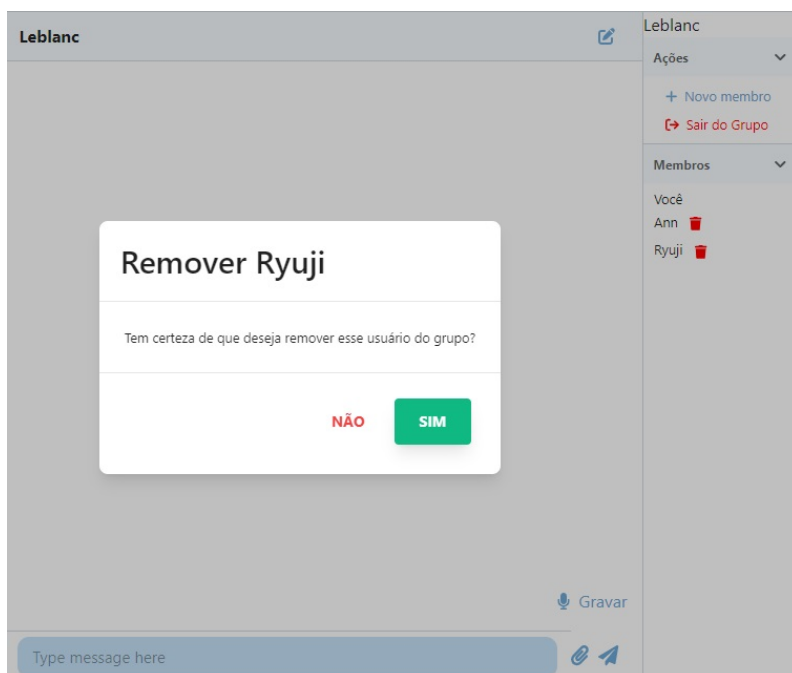 Leblanc
Leblanc
Ações
+ Novo membro
Sair do Grupo
Membros
Você
Ann
Ryuji
Remover Ryuji
Tem certeza de que deseja remover esse usuário do grupo?
NÃO
SIM
Gravar
Type message here